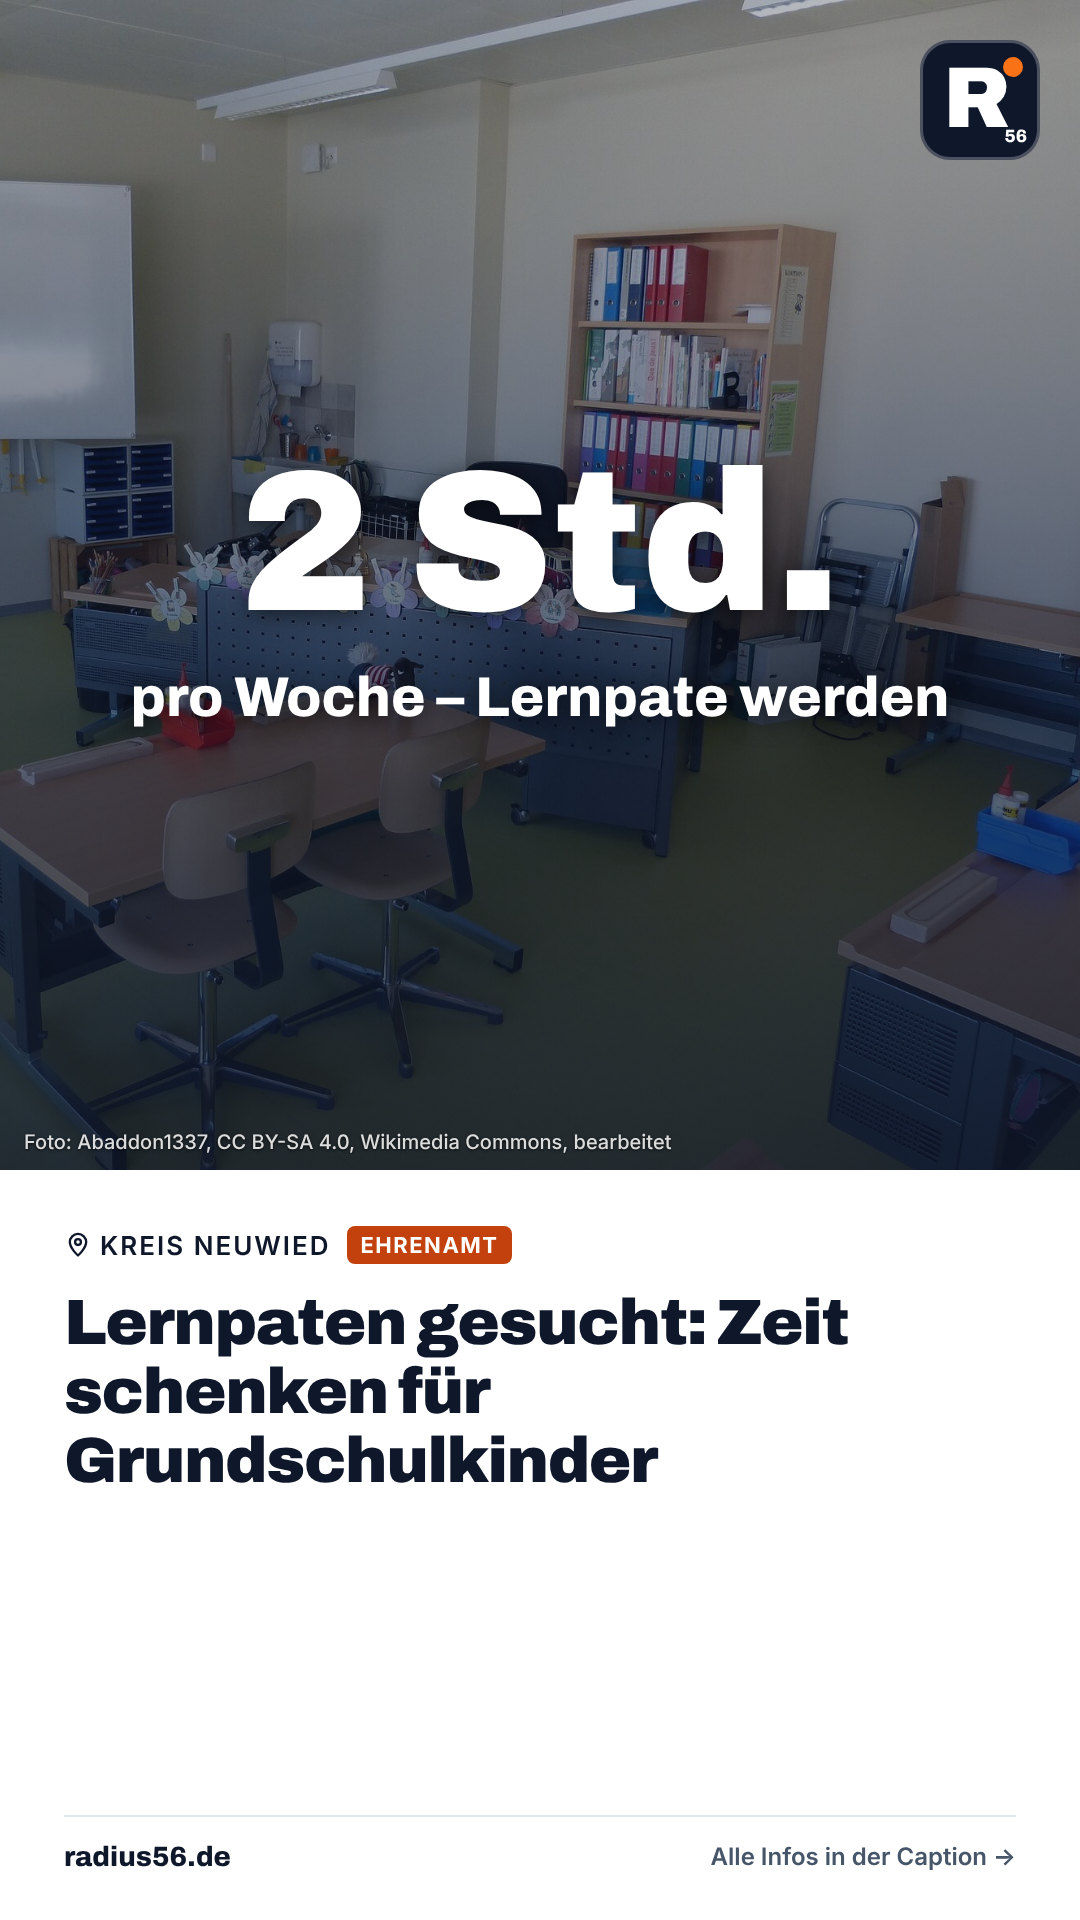 R
56
2 Std.
pro Woche – Lernpate werden
Foto: Abaddon1337, CC BY-SA 4.0, Wikimedia Commons, bearbeitet
KREIS NEUWIED
EHRENAMT
Lernpaten gesucht: Zeit
schenken für
Grundschulkinder
radius56.de
Alle Infos in der Caption →